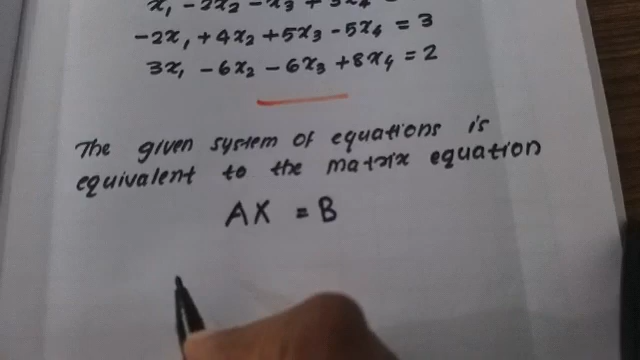 -2x₁ + 4x₂ + 5x₃ - 5x₄ = 3
3x₁ - 6x₂ - 6x₃ + 8x₄ = 2
The given system of equations is
equivalent to the matrix equation
AX = B